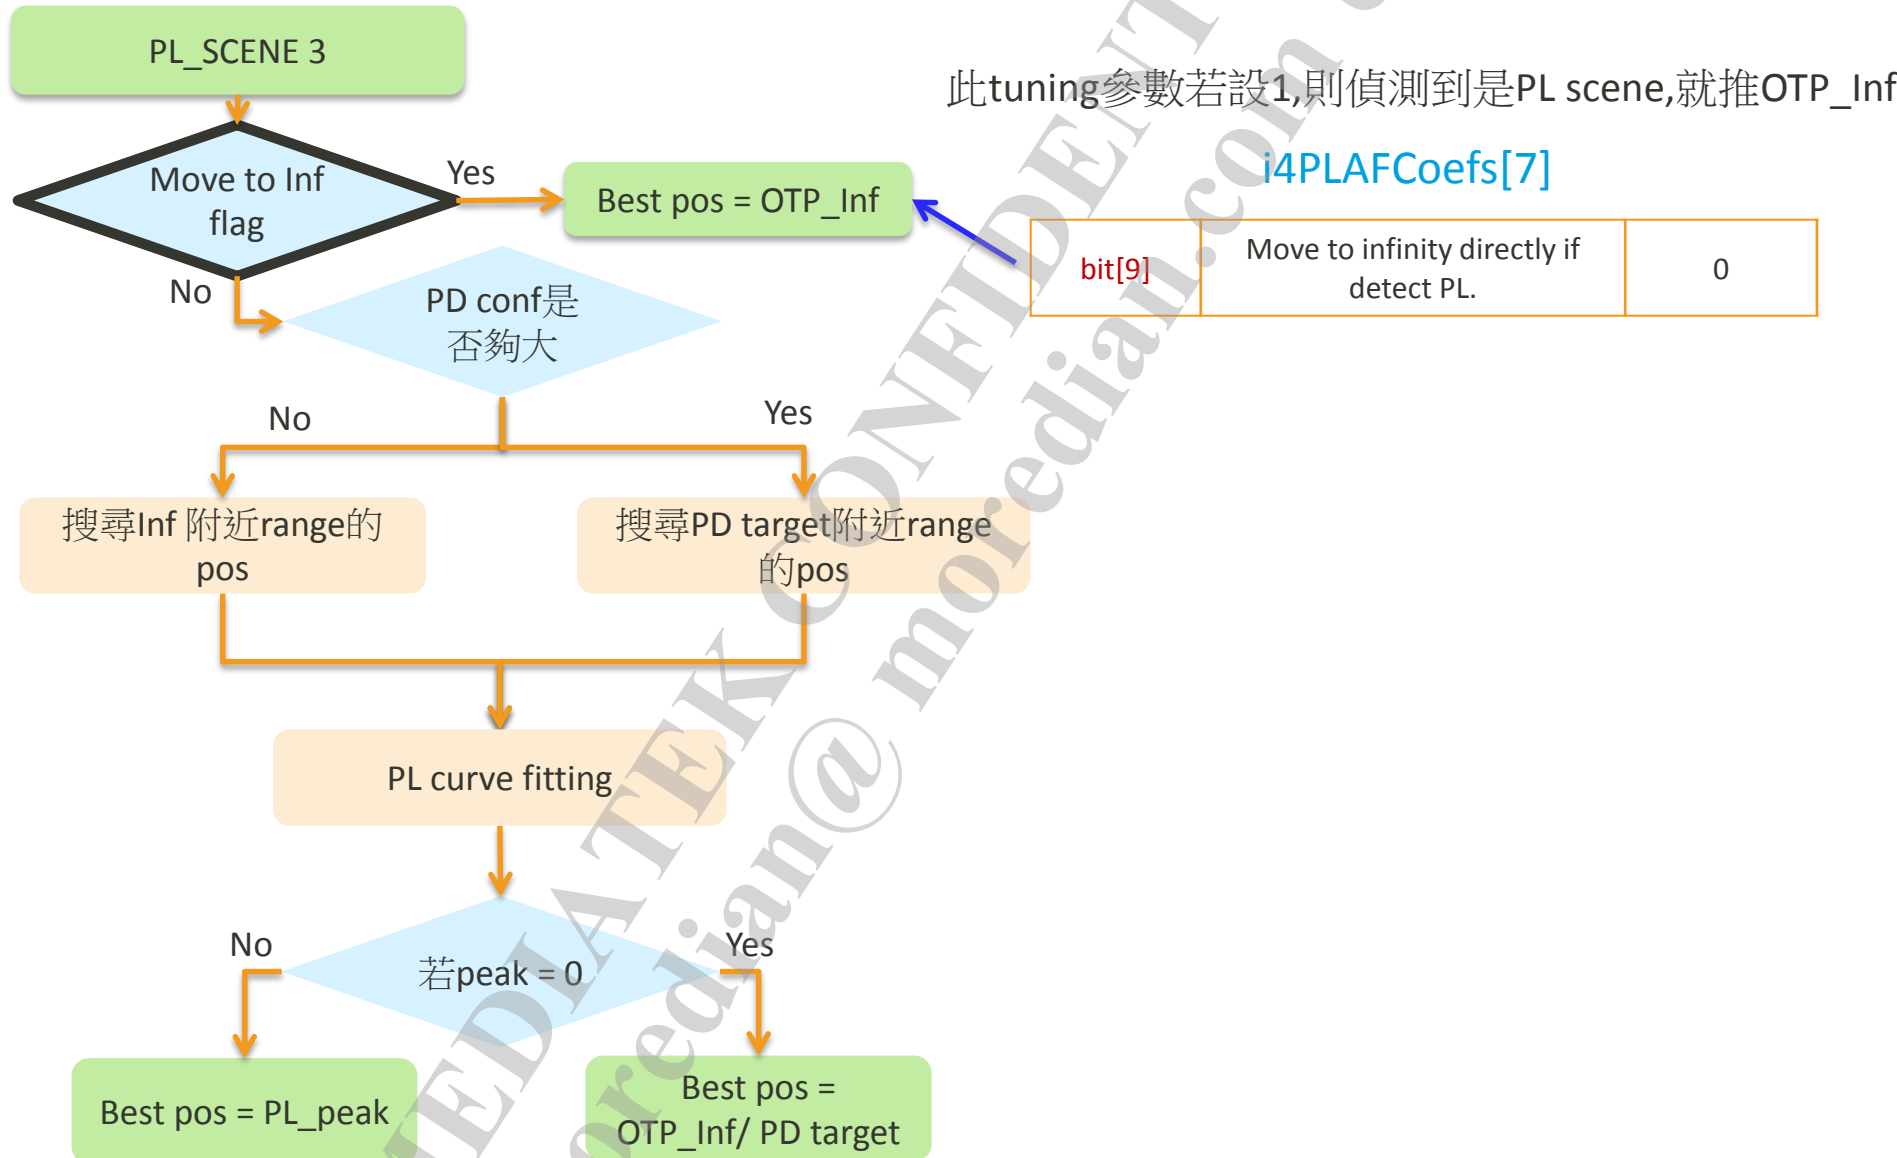 PL_SCENE 3
此tuning參數若設1,則偵測到是PL scene,就推OTP_Inf
i4PLAFCoefs[7]
Move to Inf
flag
Yes
Best pos = OTP_Inf
bit[9]
Move to infinity directly if
detect PL.
0
No
PD conf是
否夠大
No
Yes
搜尋Inf 附近range的
pos
搜尋PD target附近range
的pos
PL curve fitting
No
若peak = 0
Yes
Best pos = PL_peak
Best pos =
OTP_Inf/ PD target
MEDIATEK CONFIDENT
oredian@ moredian.com